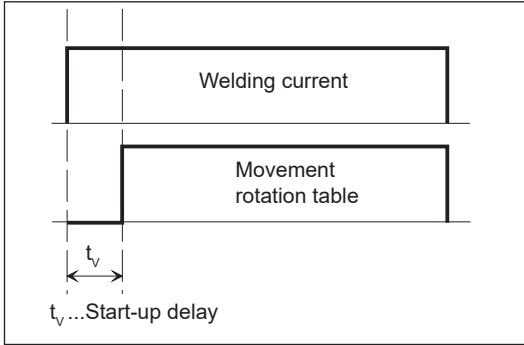 Welding current
Movement
rotation table
tv
tv ...Start-up delay